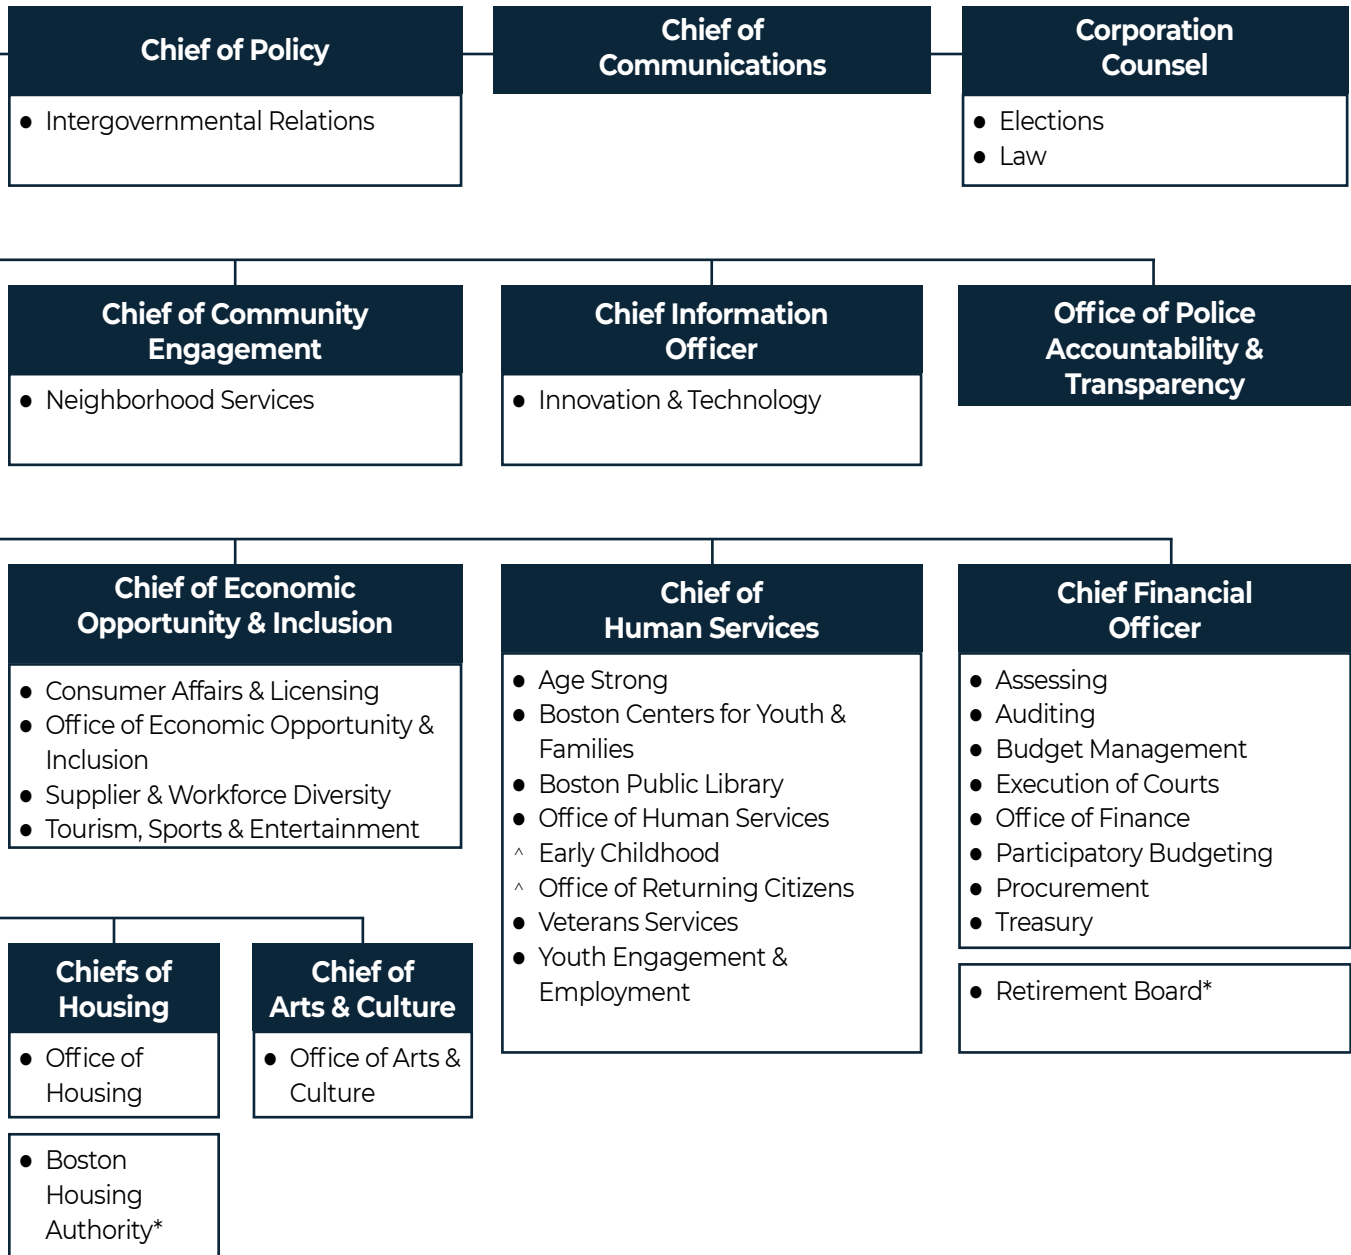 Chief of Policy
● Intergovernmental Relations
Chief of
Communications
Corporation
Counsel
● Elections
● Law
Chief of Community
Engagement
● Neighborhood Services
Chief Information
Officer
● Innovation & Technology
Office of Police
Accountability &
Transparency
Chief of Economic
Opportunity & Inclusion
● Consumer Affairs & Licensing
● Office of Economic Opportunity &
Inclusion
● Supplier & Workforce Diversity
● Tourism, Sports & Entertainment
Chief of
Human Services
● Age Strong
● Boston Centers for Youth &
Families
● Boston Public Library
● Office of Human Services
^ Early Childhood
^ Office of Returning Citizens
● Veterans Services
● Youth Engagement &
Employment
Chief Financial
Officer
● Assessing
● Auditing
● Budget Management
● Execution of Courts
● Office of Finance
● Participatory Budgeting
● Procurement
● Treasury
● Retirement Board*
Chiefs of
Housing
● Office of
Housing
● Boston
Housing
Authority*
Chief of
Arts & Culture
● Office of Arts &
Culture